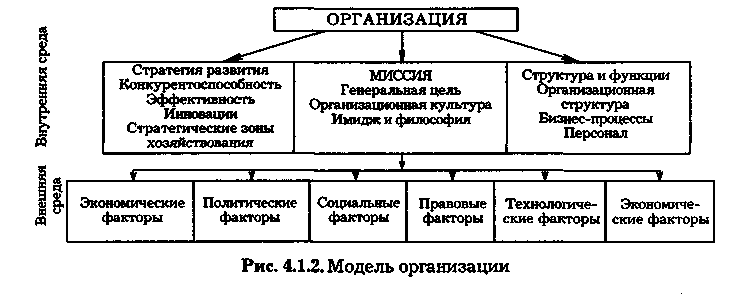 ОРГАНИЗАЦИЯ
Внутренняя среда
Стратегия развития
Конкурентоспособность
Эффективность
Инновации
Стратегические зоны
хозяйствования
МИССИЯ
Генеральная цель
Организационная культура
Имидж и философия
Структура и функции
Организационная
структура
Бизнес-процессы
Персонал
Внешняя
среда
Экономические
факторы
Политические
факторы
Социальные
факторы
Правовые
факторы
Технологиче-
ские факторы
Экономиче-
ские факторы
Рис. 4.1.2. Модель организации